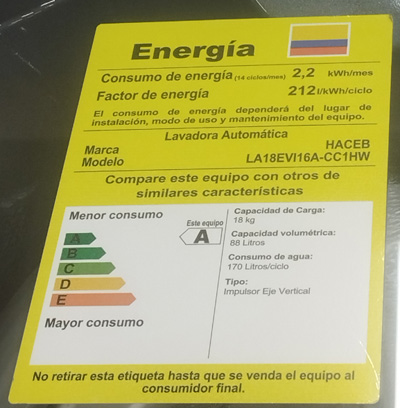 Energía
Consumo de energía (14 ciclos/mes) 2,2 kWh/mes
Factor de energía 212 l/kWh/ciclo
El consumo de energía dependerá del lugar de
instalación, modo de uso y mantenimiento del equipo.
Lavadora Automática
Marca HACEB
Modelo LA18EVI16A-CC1HW
Compare este equipo con otros de
similares características
Menor consumo
Este equipo
A
A
B
C
D
E
Mayor consumo
Capacidad de Carga:
18 kg
Capacidad volumétrica:
88 Litros
Consumo de agua:
170 Litros/ciclo
Tipo:
Impulsor Eje Vertical
No retirar esta etiqueta hasta que se venda el equipo al
consumidor final.